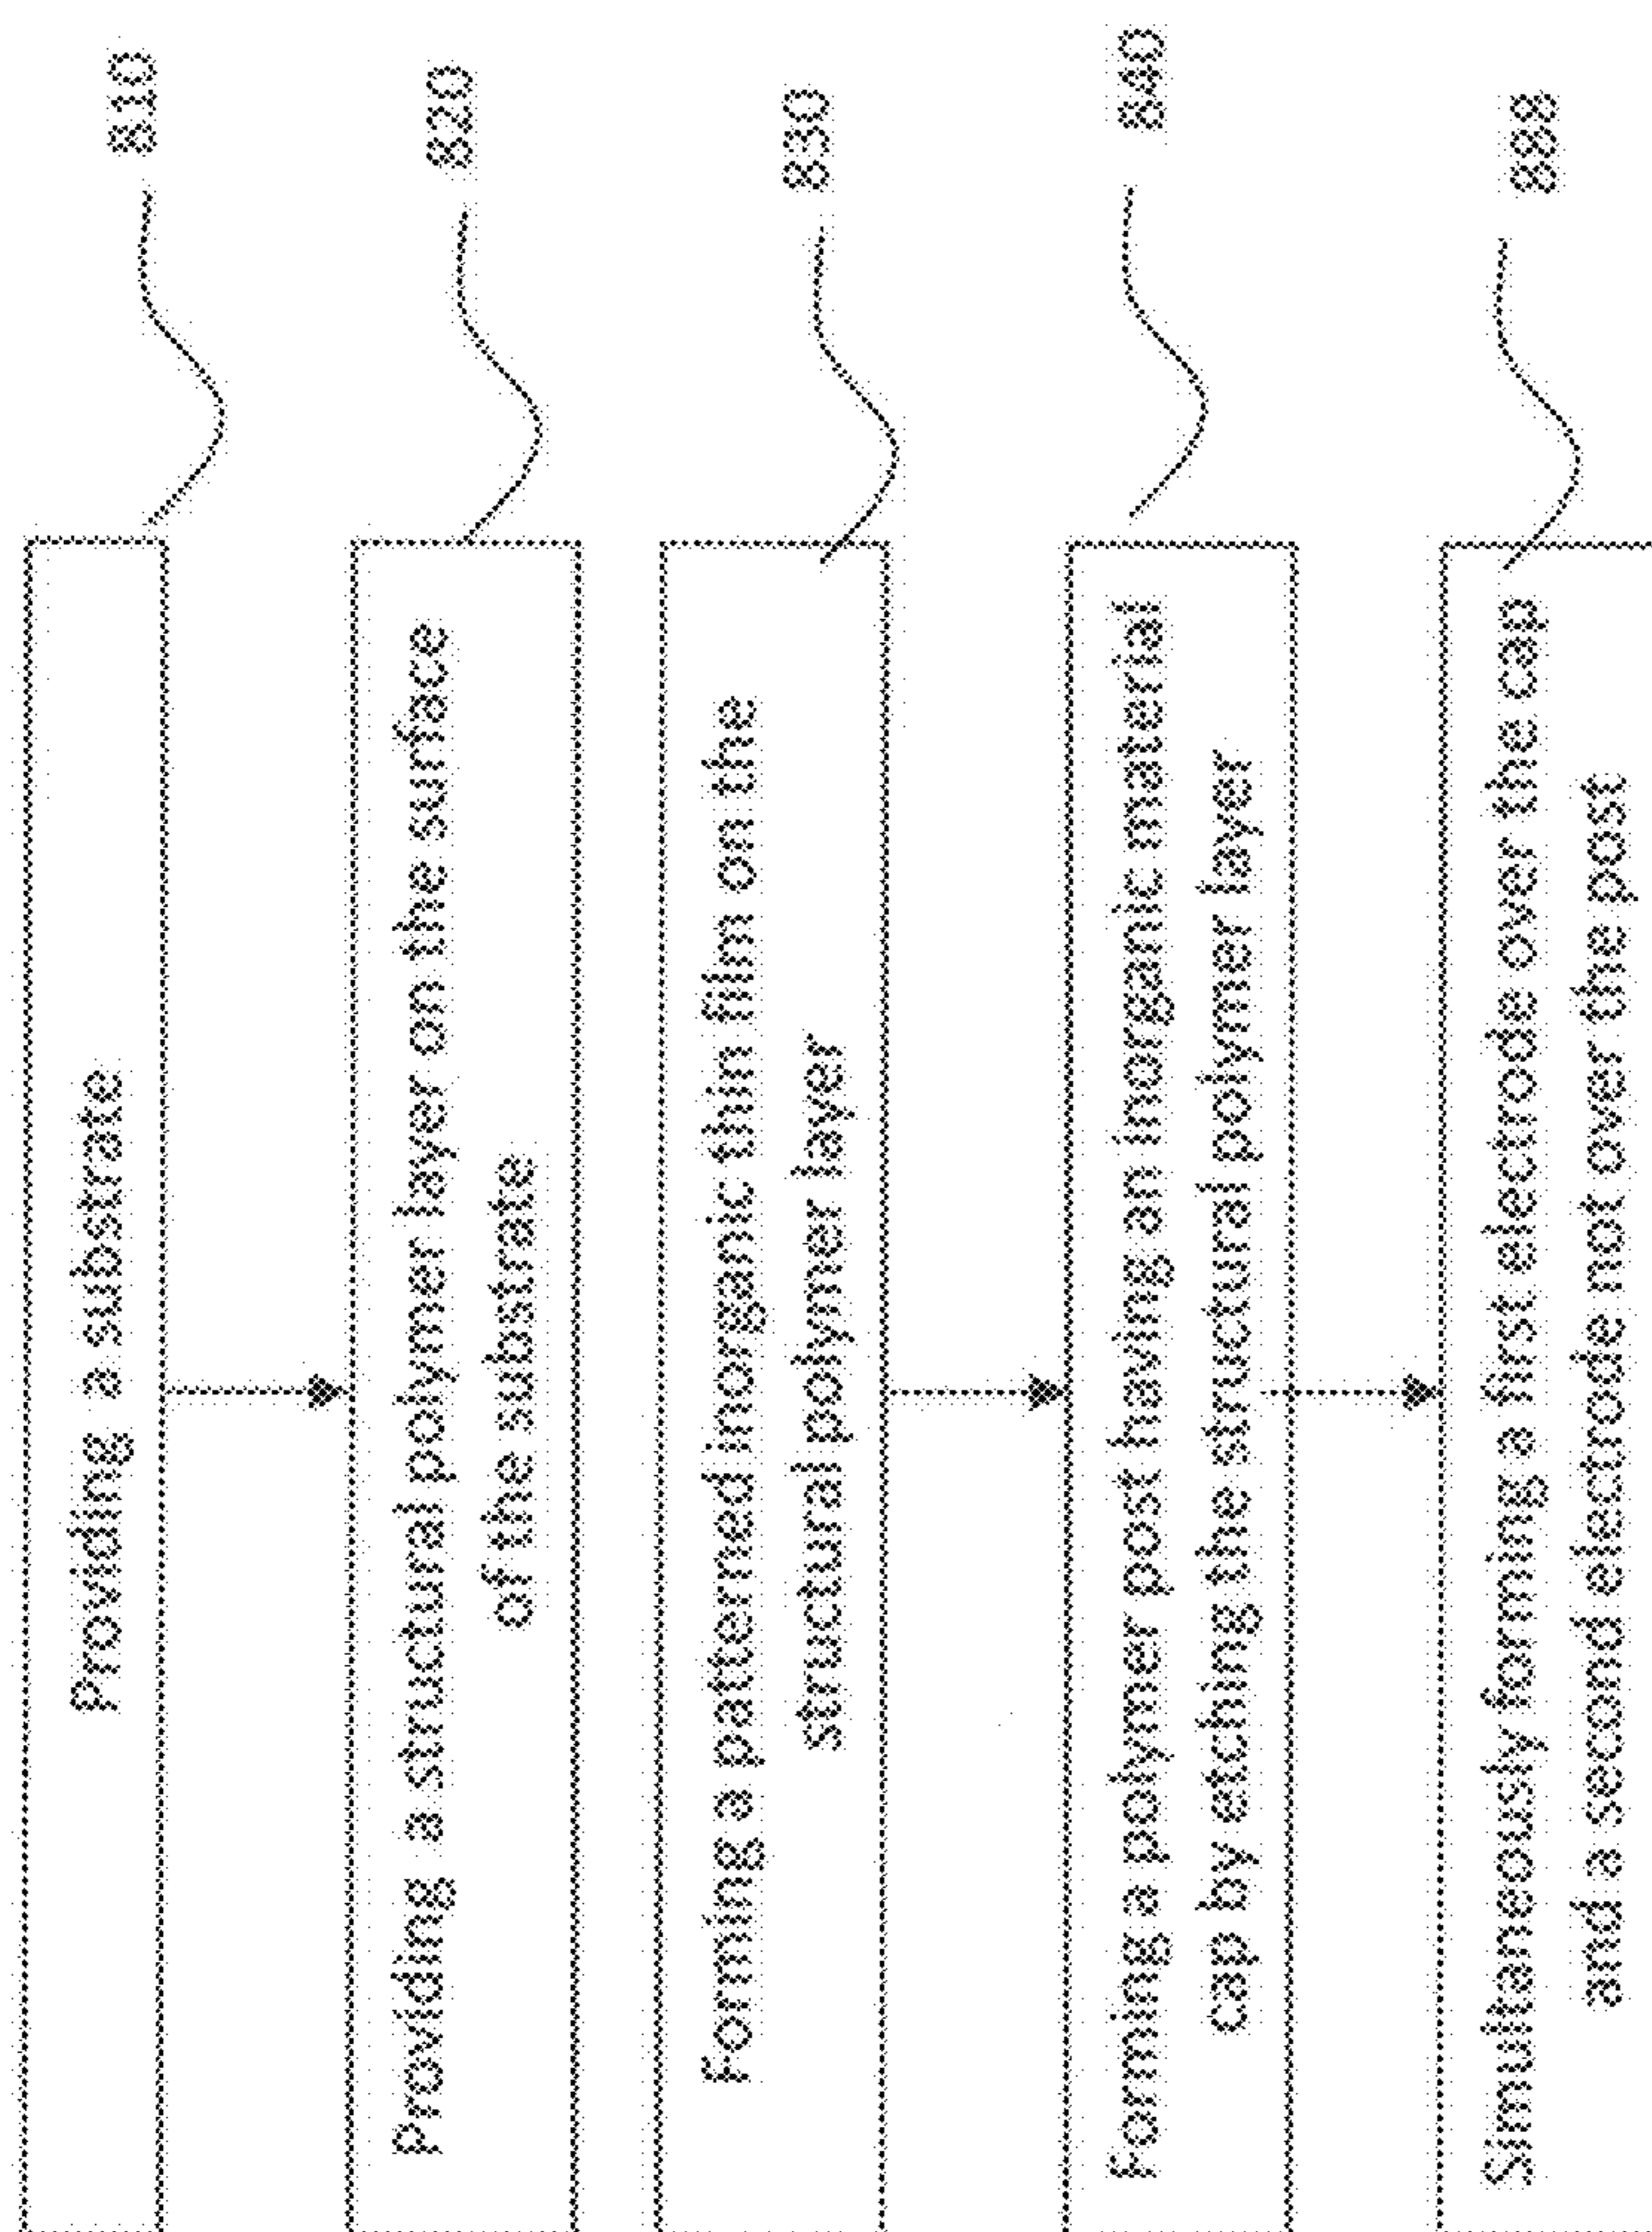 Providing a substrate
810
Providing a structural polymer layer on the surface
of the substrate
820
Forming a patterned inorganic thin film on the
structural polymer layer
830
Forming a polymer post having an inorganic material
cap by etching the structural polymer layer
840
Simultaneously forming a first electrode over the cap
and a second electrode not over the post
898